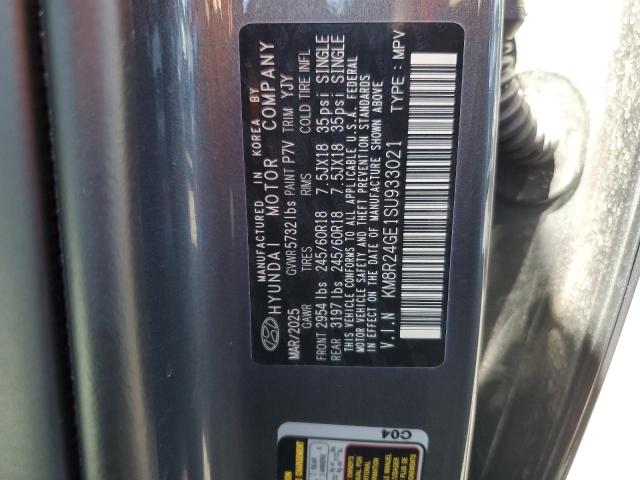 MANUFACTURED IN KOREA BY
HYUNDAI MOTOR COMPANY
MAR/2025 GVWR 5732 lbs PAINT P7V TRIM YJY
GAWR TIRES RIMS COLD TIRE INFL
FRONT 2954 lbs 245/60R18 7.5JX18 35psi SINGLE
REAR 3197 lbs 245/60R18 7.5JX18 35psi SINGLE
THIS VEHICLE CONFORMS TO ALL APPLICABLE U.S.A. FEDERAL
MOTOR VEHICLE SAFETY AND THEFT PREVENTION STANDARDS
IN EFFECT ON THE DATE OF MANUFACTURE SHOWN ABOVE
V.I.N KM8R24GE1SU933021 TYPE : MPV
C04